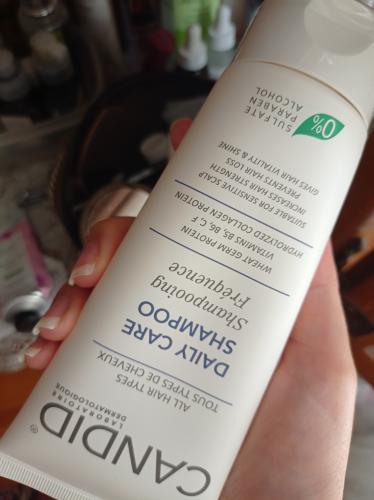 CANDID®
LABORATOIRE
DERMATOLOGIQUE
ALL HAIR TYPES
TOUS TYPES DE CHEVEUX
DAILY CARE
SHAMPOO
Shampooing
Fréquence
WHEAT GERM PROTEIN
VITAMINS B5, B6, C, F
HYDROLYZED COLLAGEN PROTEIN
SUITABLE FOR SENSITIVE SCALP
INCREASES HAIR STRENGTH
PREVENTS HAIR LOSS
GIVES HAIR VITALITY & SHINE
0%
SULFATE
PARABEN
ALCOHOL